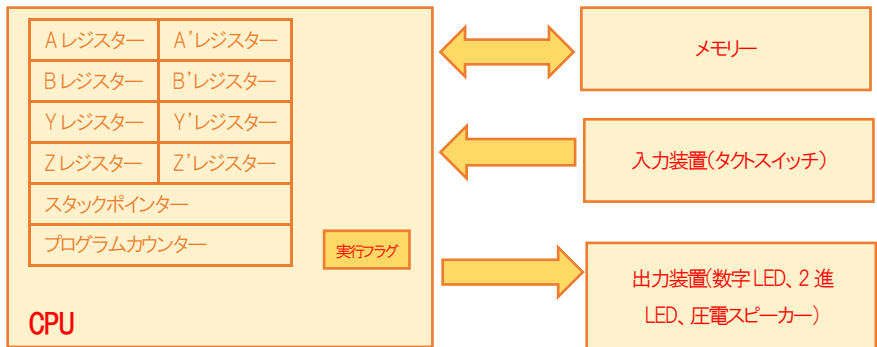 Aレジスター A’レジスター
Bレジスター B’レジスター
Yレジスター Y’レジスター
Zレジスター Z’レジスター
スタックポインター
プログラムカウンター
実行フラグ
CPU
メモリー
入力装置(タクトスイッチ)
出力装置(数字LED、2進
LED、圧電スピーカー)